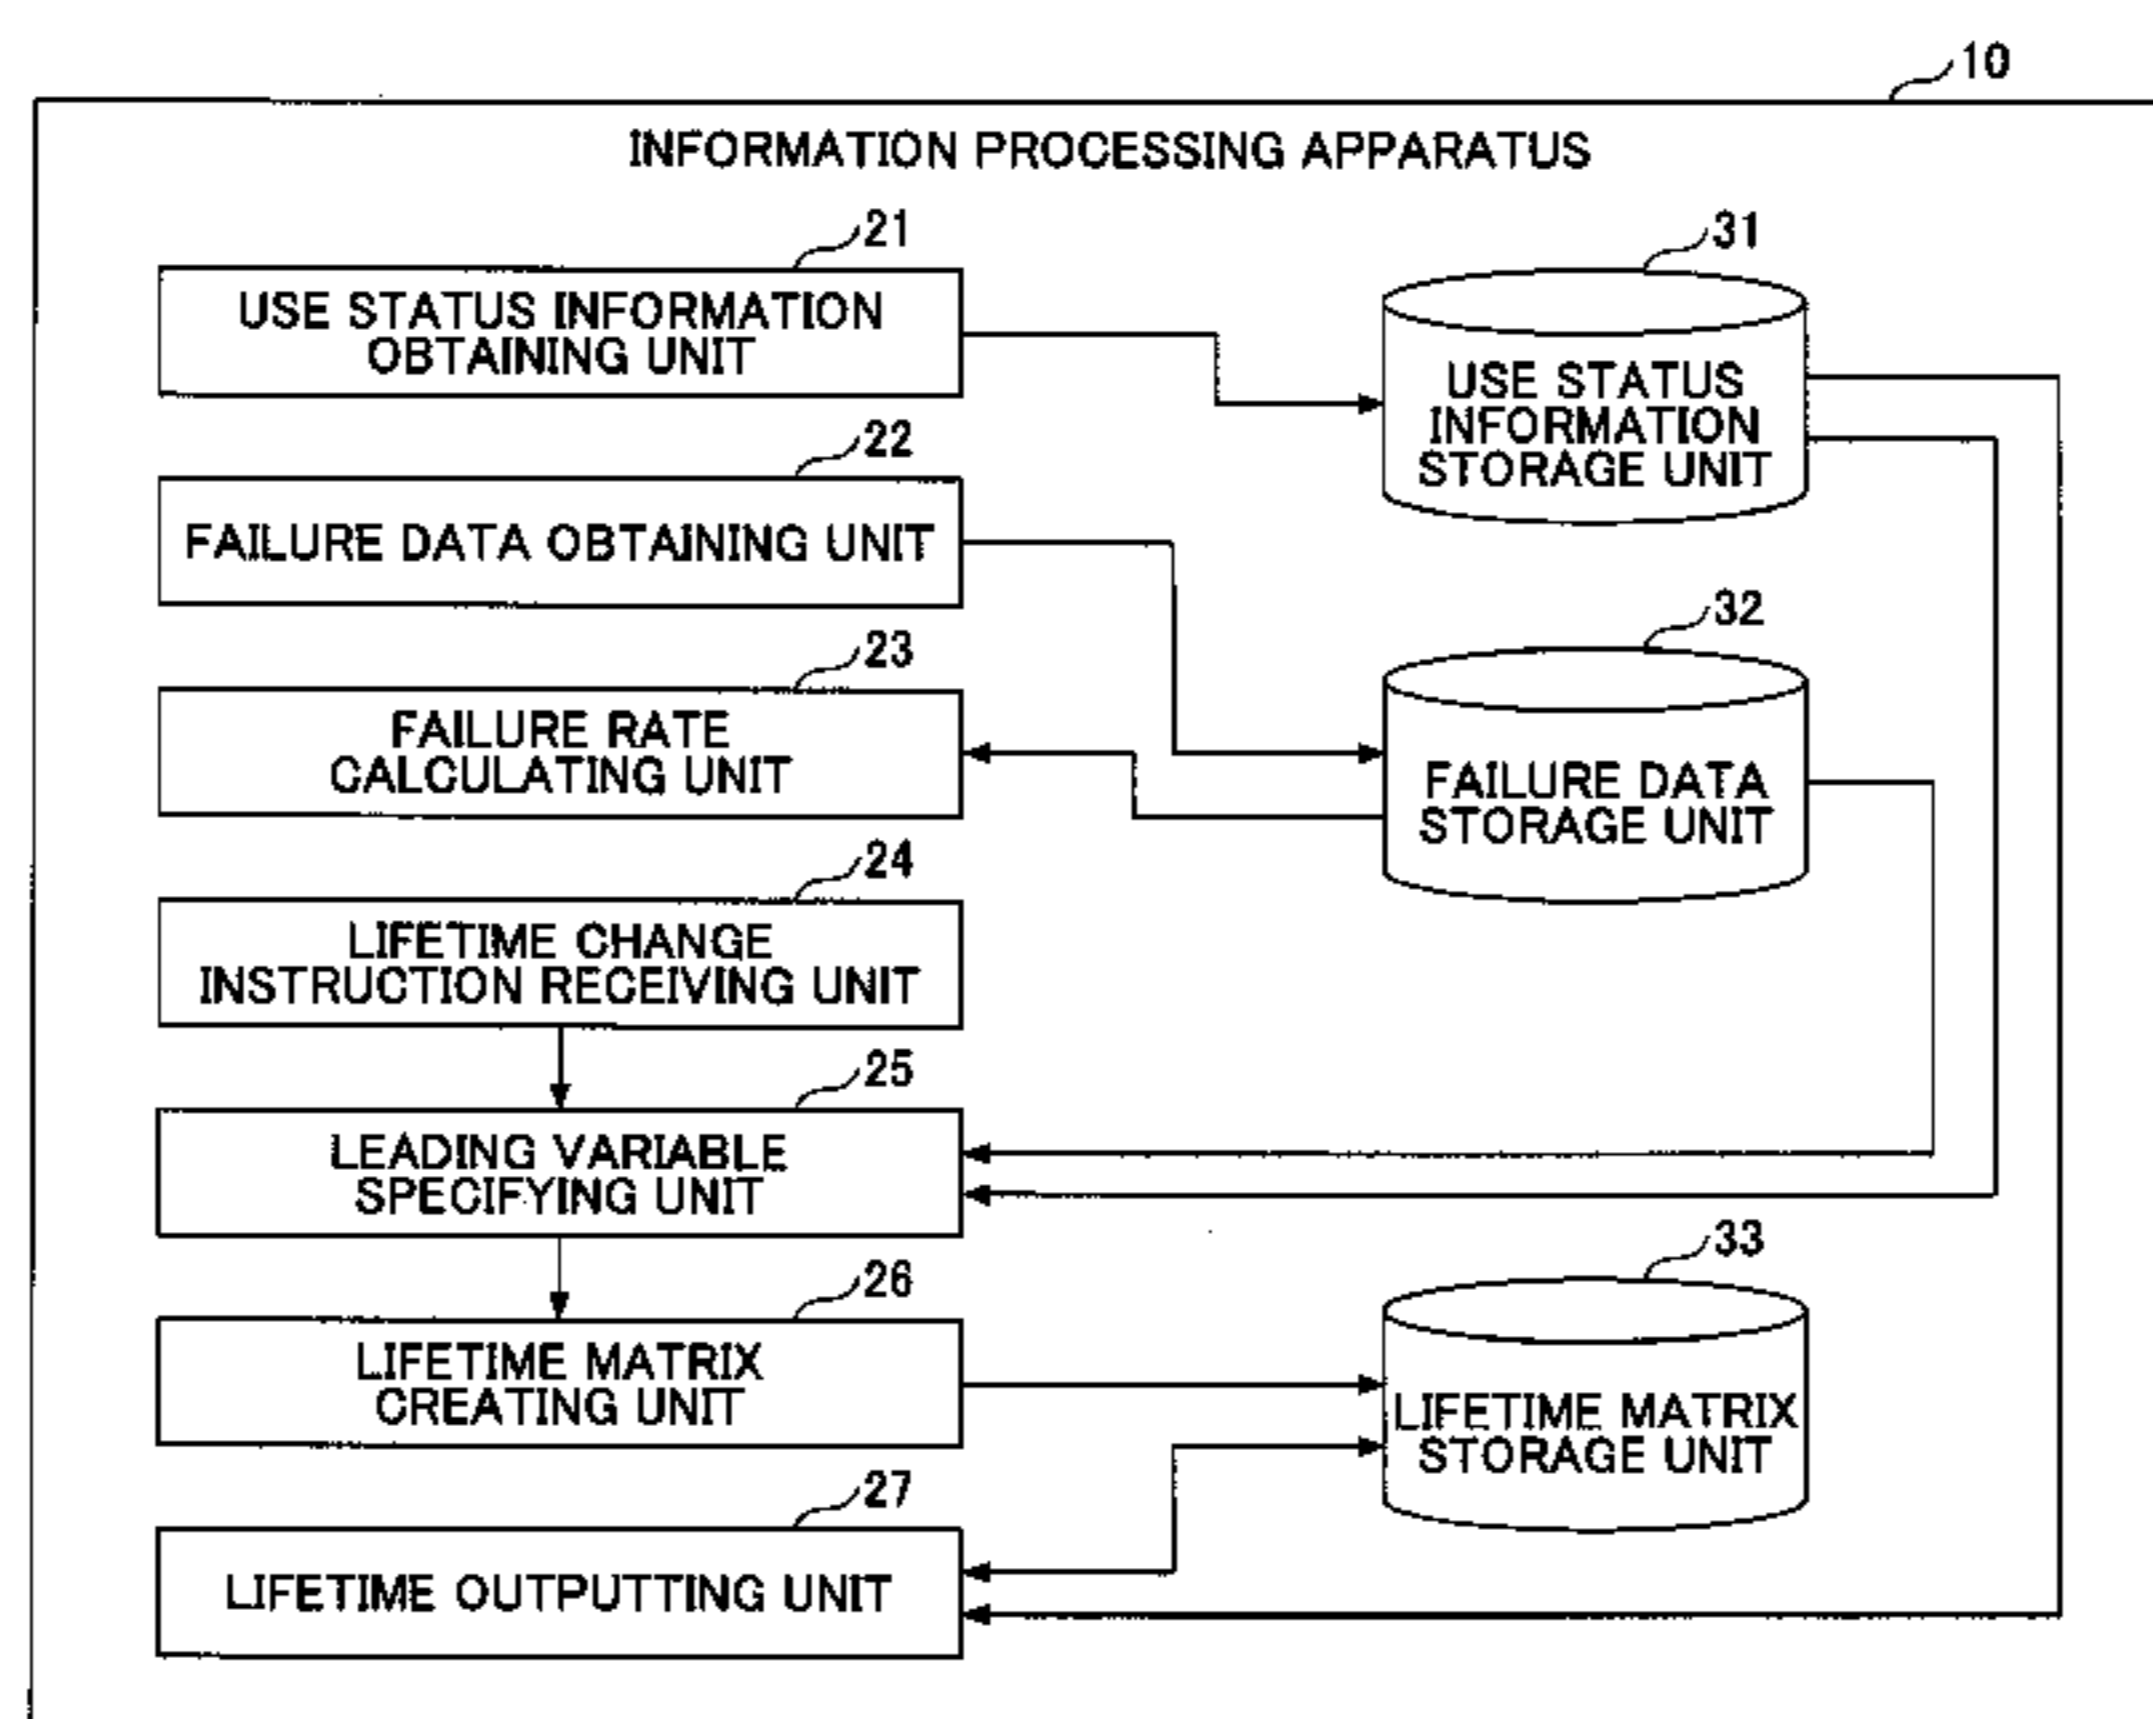 10
INFORMATION PROCESSING APPARATUS
21
USE STATUS INFORMATION
OBTAINING UNIT
31
USE STATUS
INFORMATION
STORAGE UNIT
22
FAILURE DATA OBTAINING UNIT
23
FAILURE RATE
CALCULATING UNIT
32
FAILURE DATA
STORAGE UNIT
24
LIFETIME CHANGE
INSTRUCTION RECEIVING UNIT
25
LEADING VARIABLE
SPECIFYING UNIT
26
LIFETIME MATRIX
CREATING UNIT
33
LIFETIME MATRIX
STORAGE UNIT
27
LIFETIME OUTPUTTING UNIT